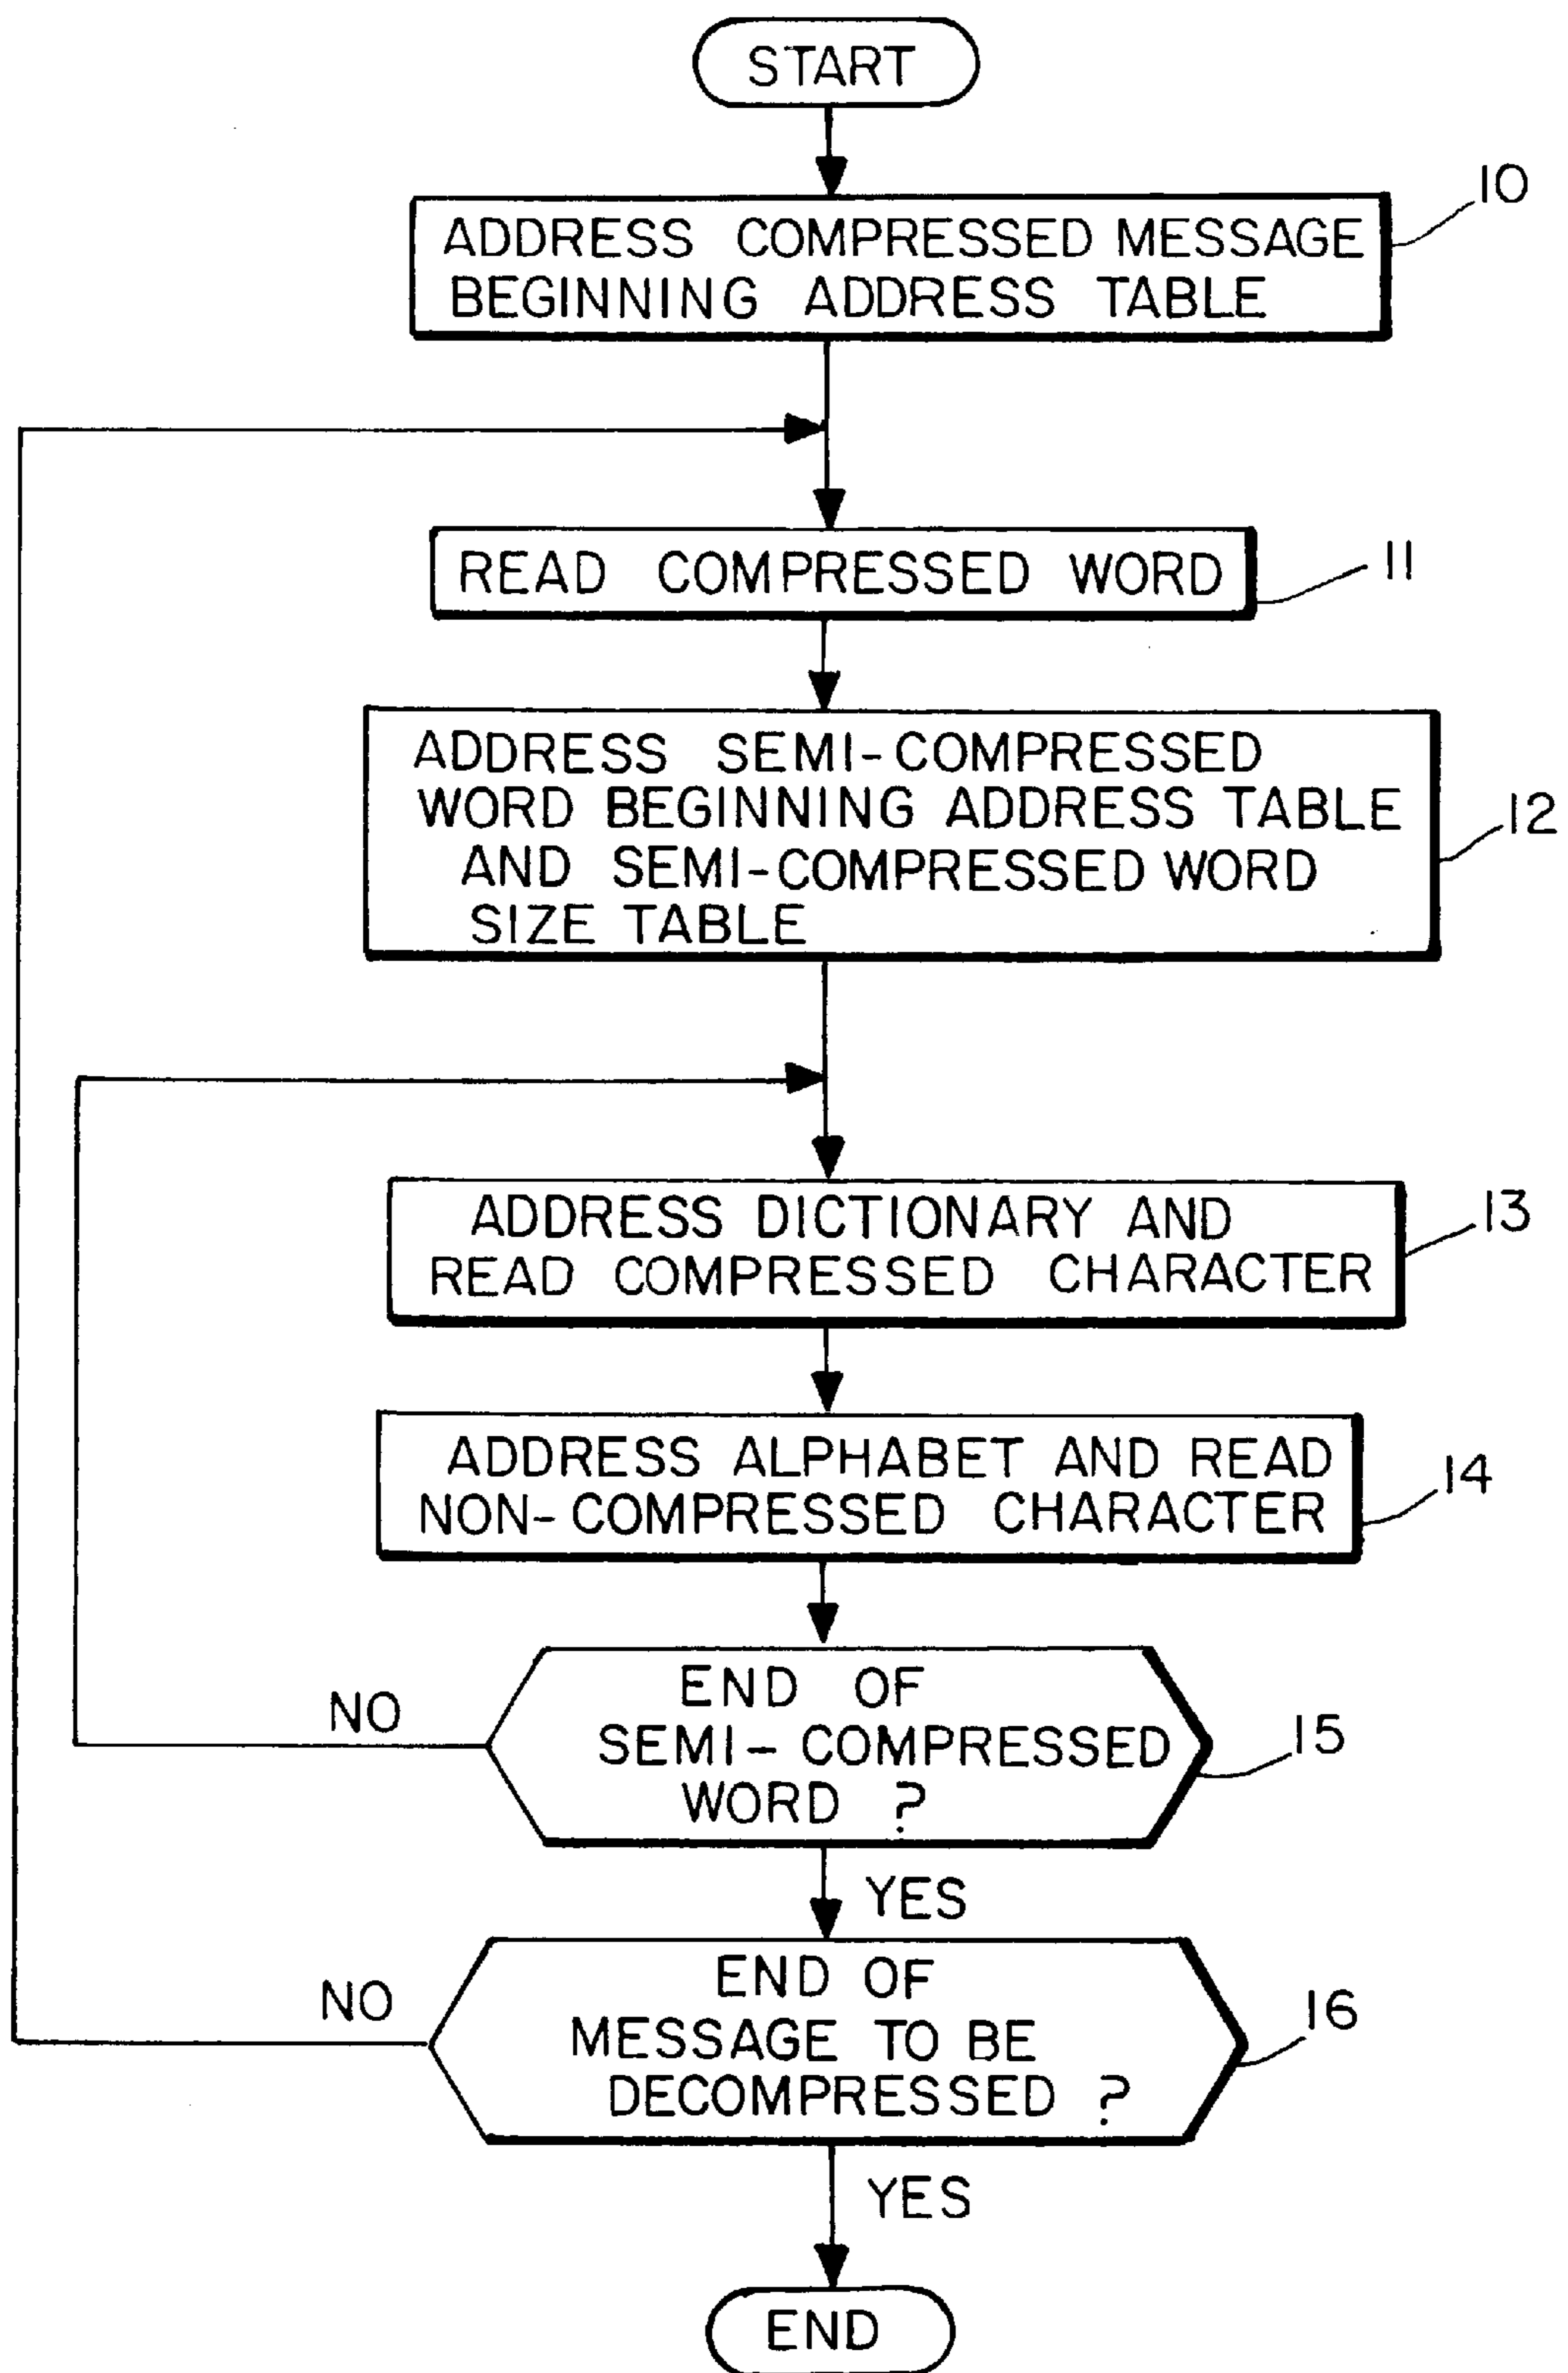 START
10
ADDRESS COMPRESSED MESSAGE
BEGINNING ADDRESS TABLE
READ COMPRESSED WORD
11
ADDRESS SEMI-COMPRESSED
WORD BEGINNING ADDRESS TABLE
AND SEMI-COMPRESSED WORD
SIZE TABLE
12
ADDRESS DICTIONARY AND
READ COMPRESSED CHARACTER
13
ADDRESS ALPHABET AND READ
NON-COMPRESSED CHARACTER
14
NO
END OF
SEMI-COMPRESSED
WORD ?
15
YES
NO
END OF
MESSAGE TO BE
DECOMPRESSED ?
16
YES
END